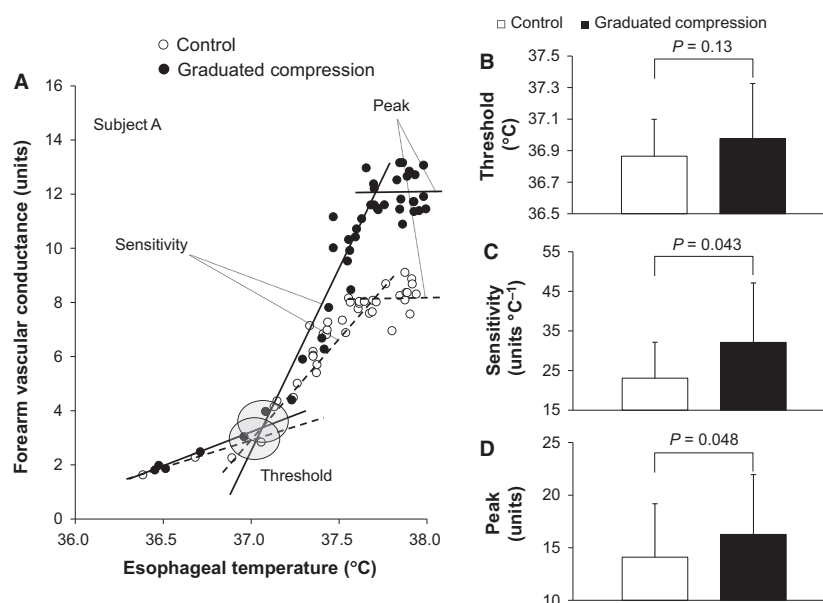 Control
Graduated compression
A
Forearm vascular conductance (units)
16
14
12
10
8
6
4
2
0
Subject A
Peak
Sensitivity
Threshold
36.0 36.5 37.0 37.5 38.0
Esophageal temperature (°C)
Control Graduated compression
B
Threshold
(°C)
37.5
37.3
37.1
36.9
36.7
36.5
P = 0.13
C
Sensitivity
(units °C–1)
55
45
35
25
15
P = 0.043
D
Peak
(units)
25
20
15
10
P = 0.048